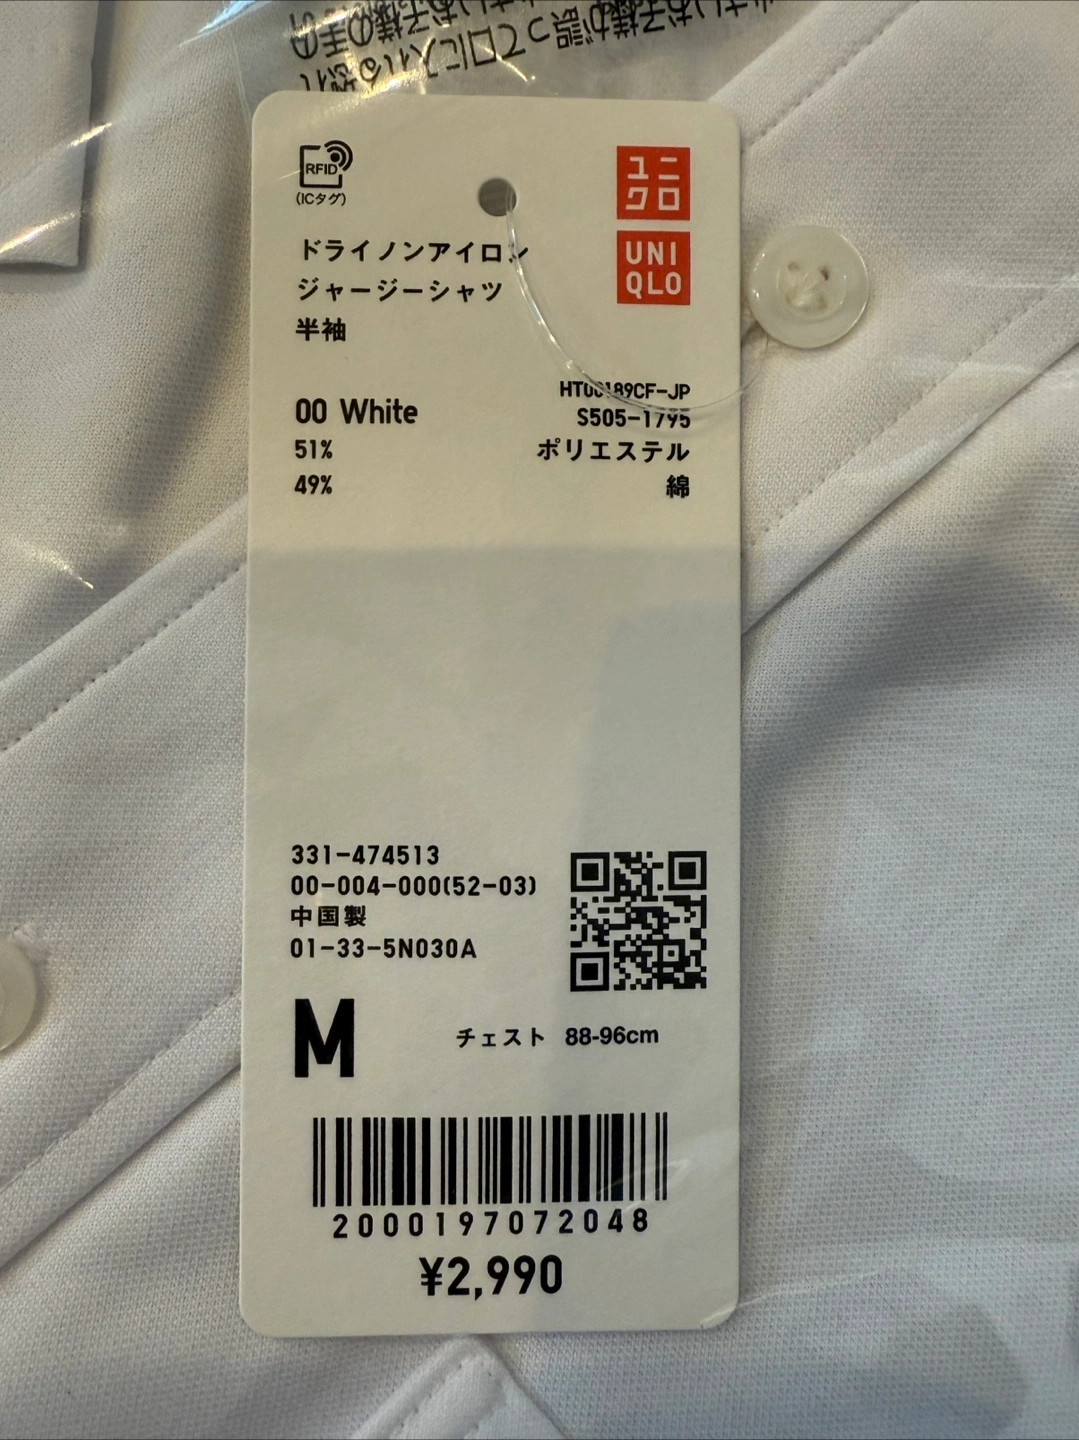 RFID
(ICタグ)
ユニ
クロ
UNI
QLO
ドライノンアイロン
ジャージーシャツ
半袖
00 White
S505-1795
51% ポリエステル
49% 綿
331-474513
00-004-000(52-03)
中国製
01-33-5N030A
M チェスト 88-96cm
2000197072048
¥2,990